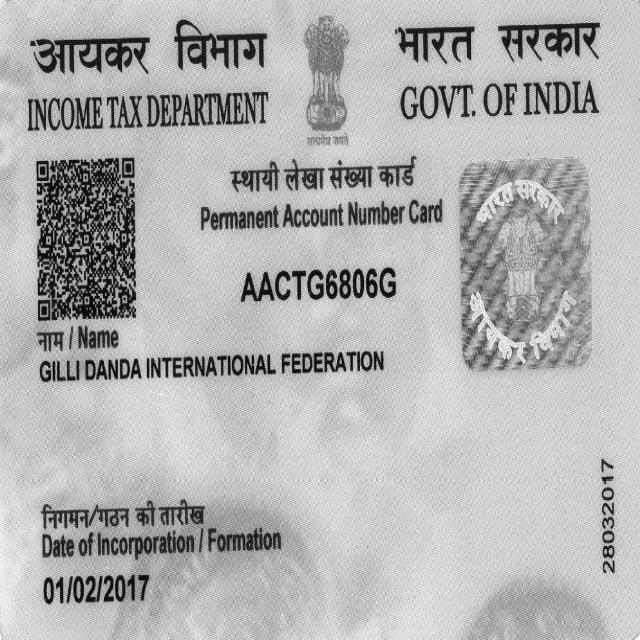 आयकर विभाग
INCOME TAX DEPARTMENT
सत्यमेव जयते
भारत सरकार
GOVT. OF INDIA
स्थायी लेखा संख्या कार्ड
Permanent Account Number Card
AACTG6806G
भारत सरकार
आयकर विभाग
नाम / Name
GILLI DANDA INTERNATIONAL FEDERATION
निगमन/गठन की तारीख
Date of Incorporation / Formation
01/02/2017
28032017